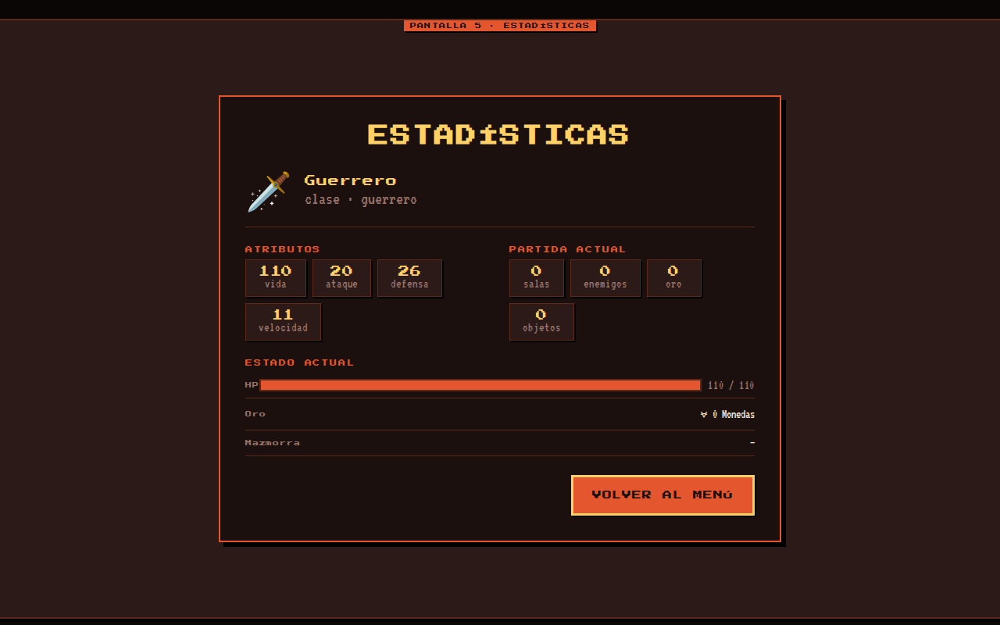 PANTALLA 5 · ESTADíSTICAS
ESTADíSTICAS
Guerrero
clase · guerrero
ATRIBUTOS
110 vida
20 ataque
26 defensa
11 velocidad
PARTIDA ACTUAL
0 salas
0 enemigos
0 oro
0 objetos
ESTADO ACTUAL
HP 110 / 110
Oro 0 Monedas
Mazmorra —
VOLVER AL MENú